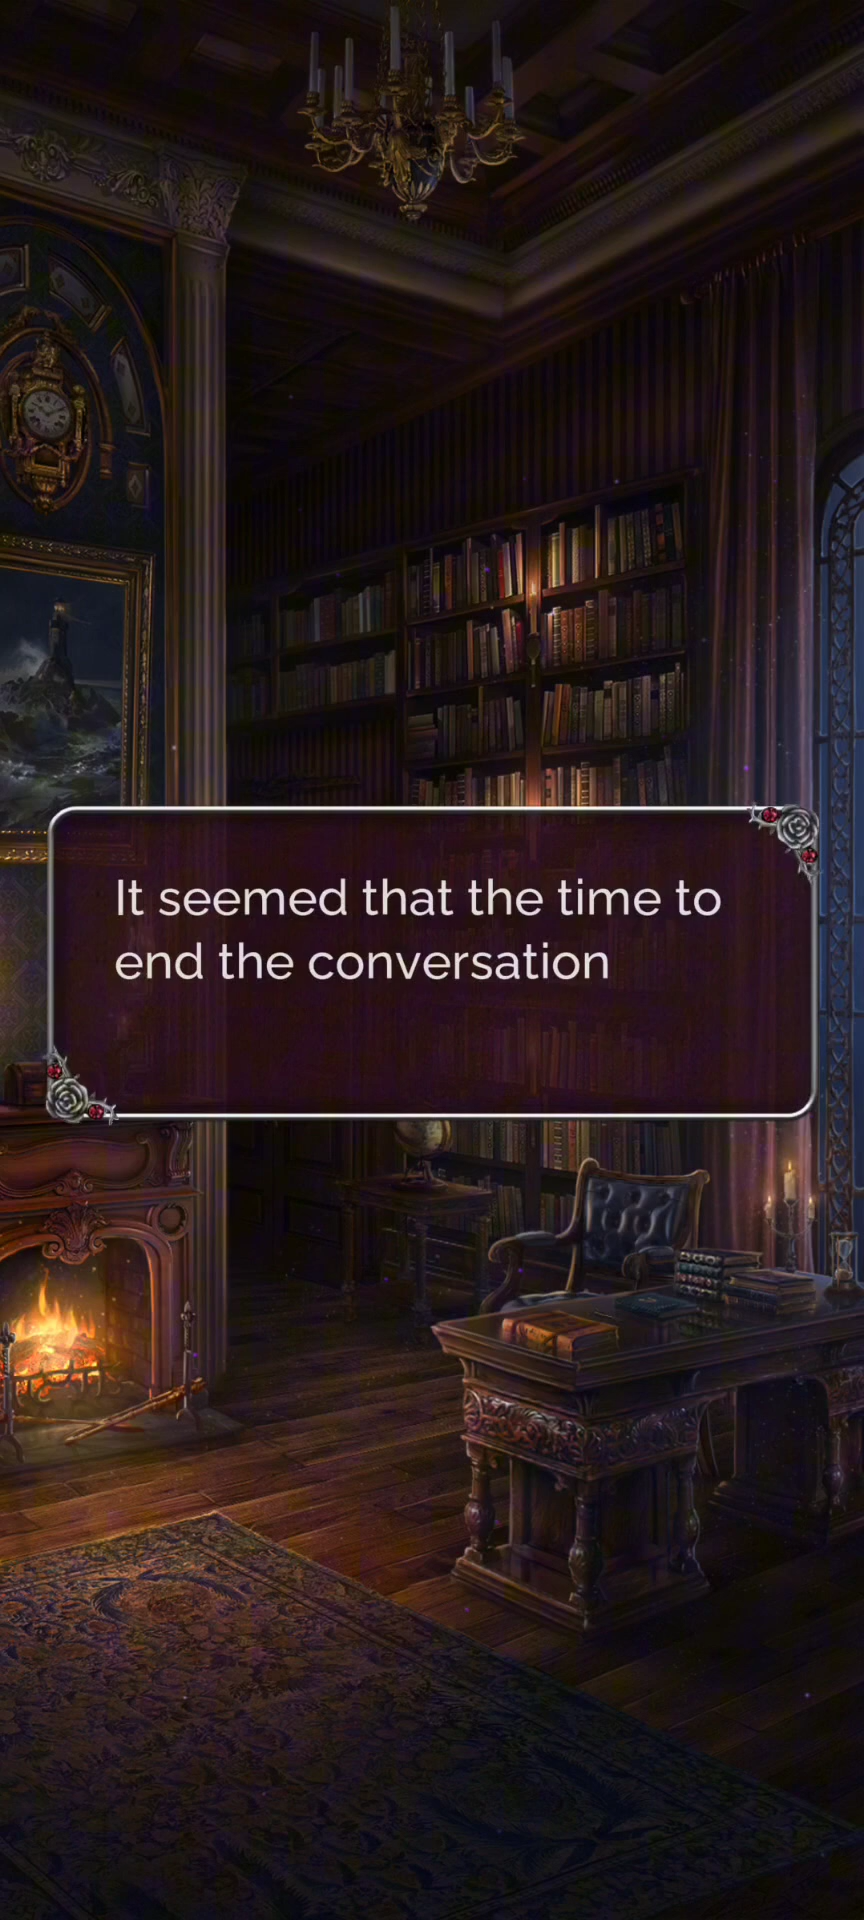 It seemed that the time to
end the conversation